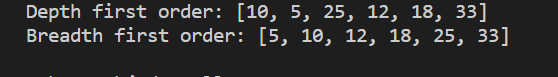 Depth first order: [10, 5, 25, 12, 18, 33]
Breadth first order: [5, 10, 12, 18, 25, 33]